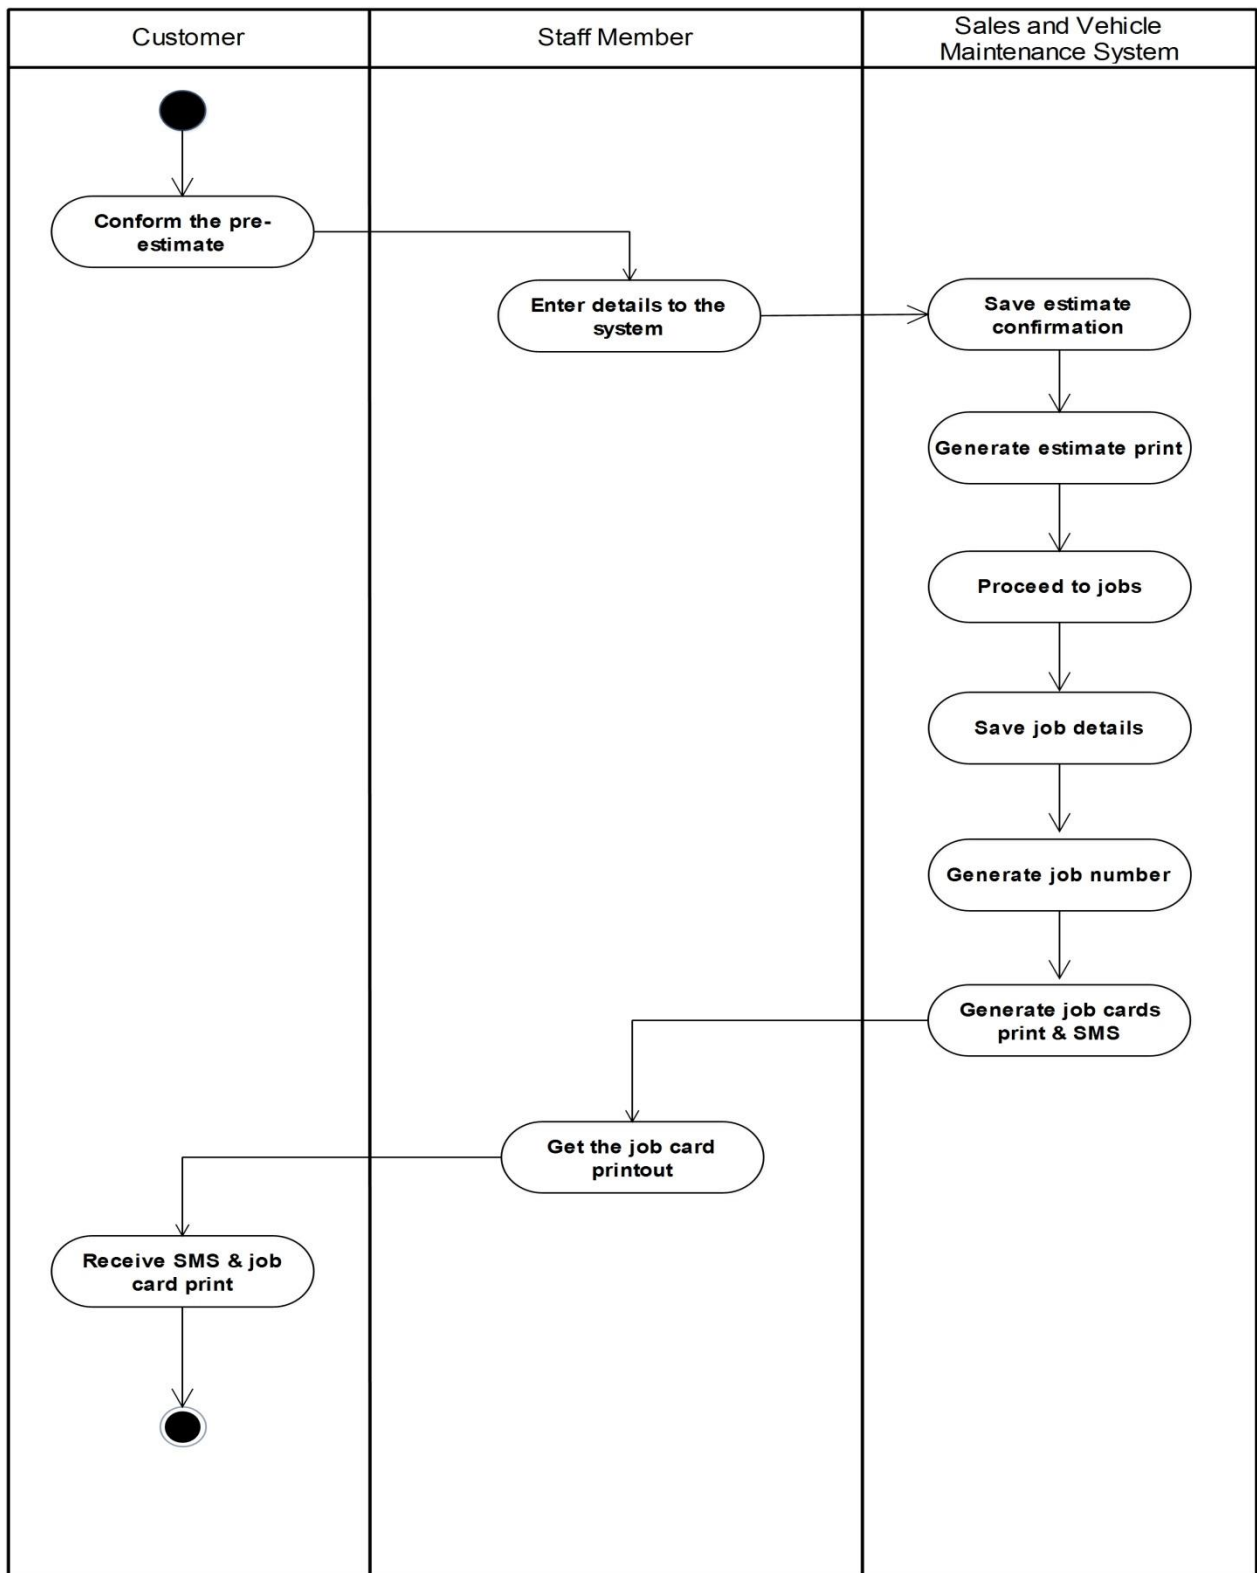 Customer
Staff Member
Sales and Vehicle
Maintenance System
Conform the pre-
estimate
Enter details to the
system
Save estimate
confirmation
Generate estimate print
Proceed to jobs
Save job details
Generate job number
Generate job cards
print & SMS
Get the job card
printout
Receive SMS & job
card print